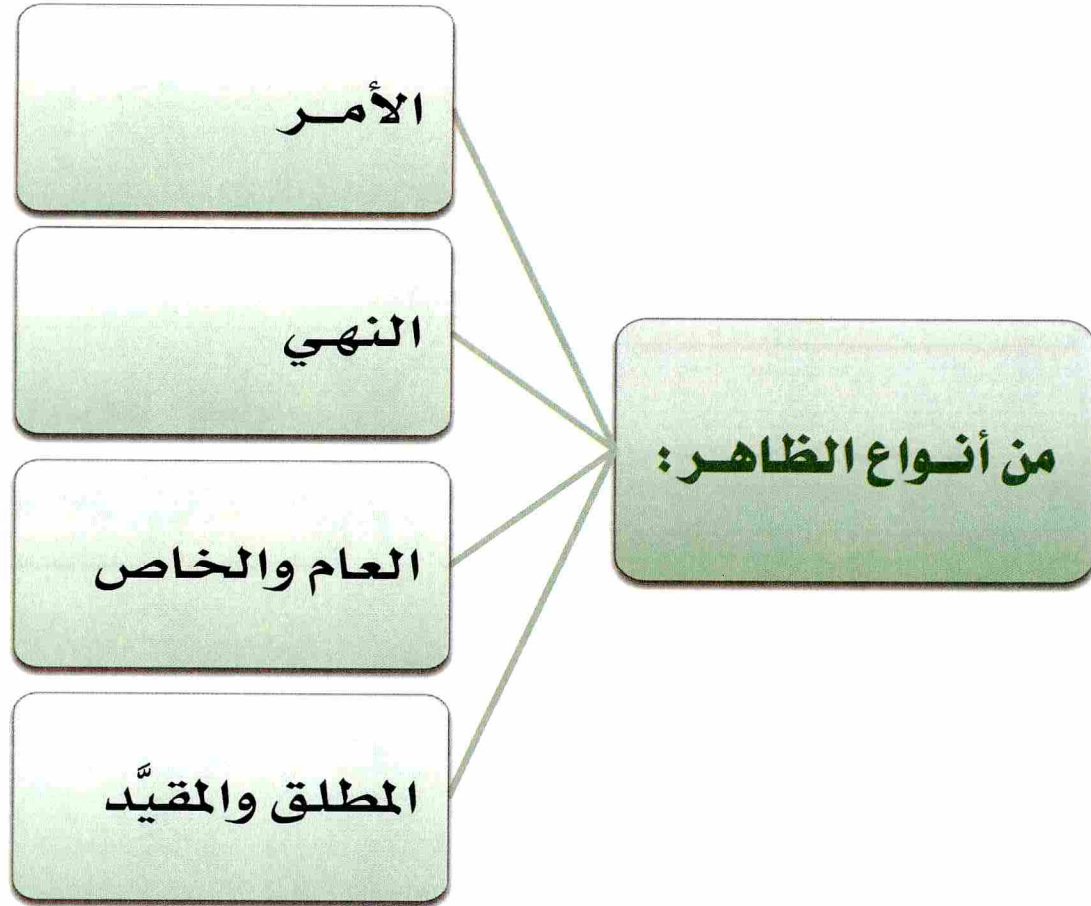 من أنواع الظاهر:
الأمر
النهي
العام والخاص
المطلق والمقيَّد